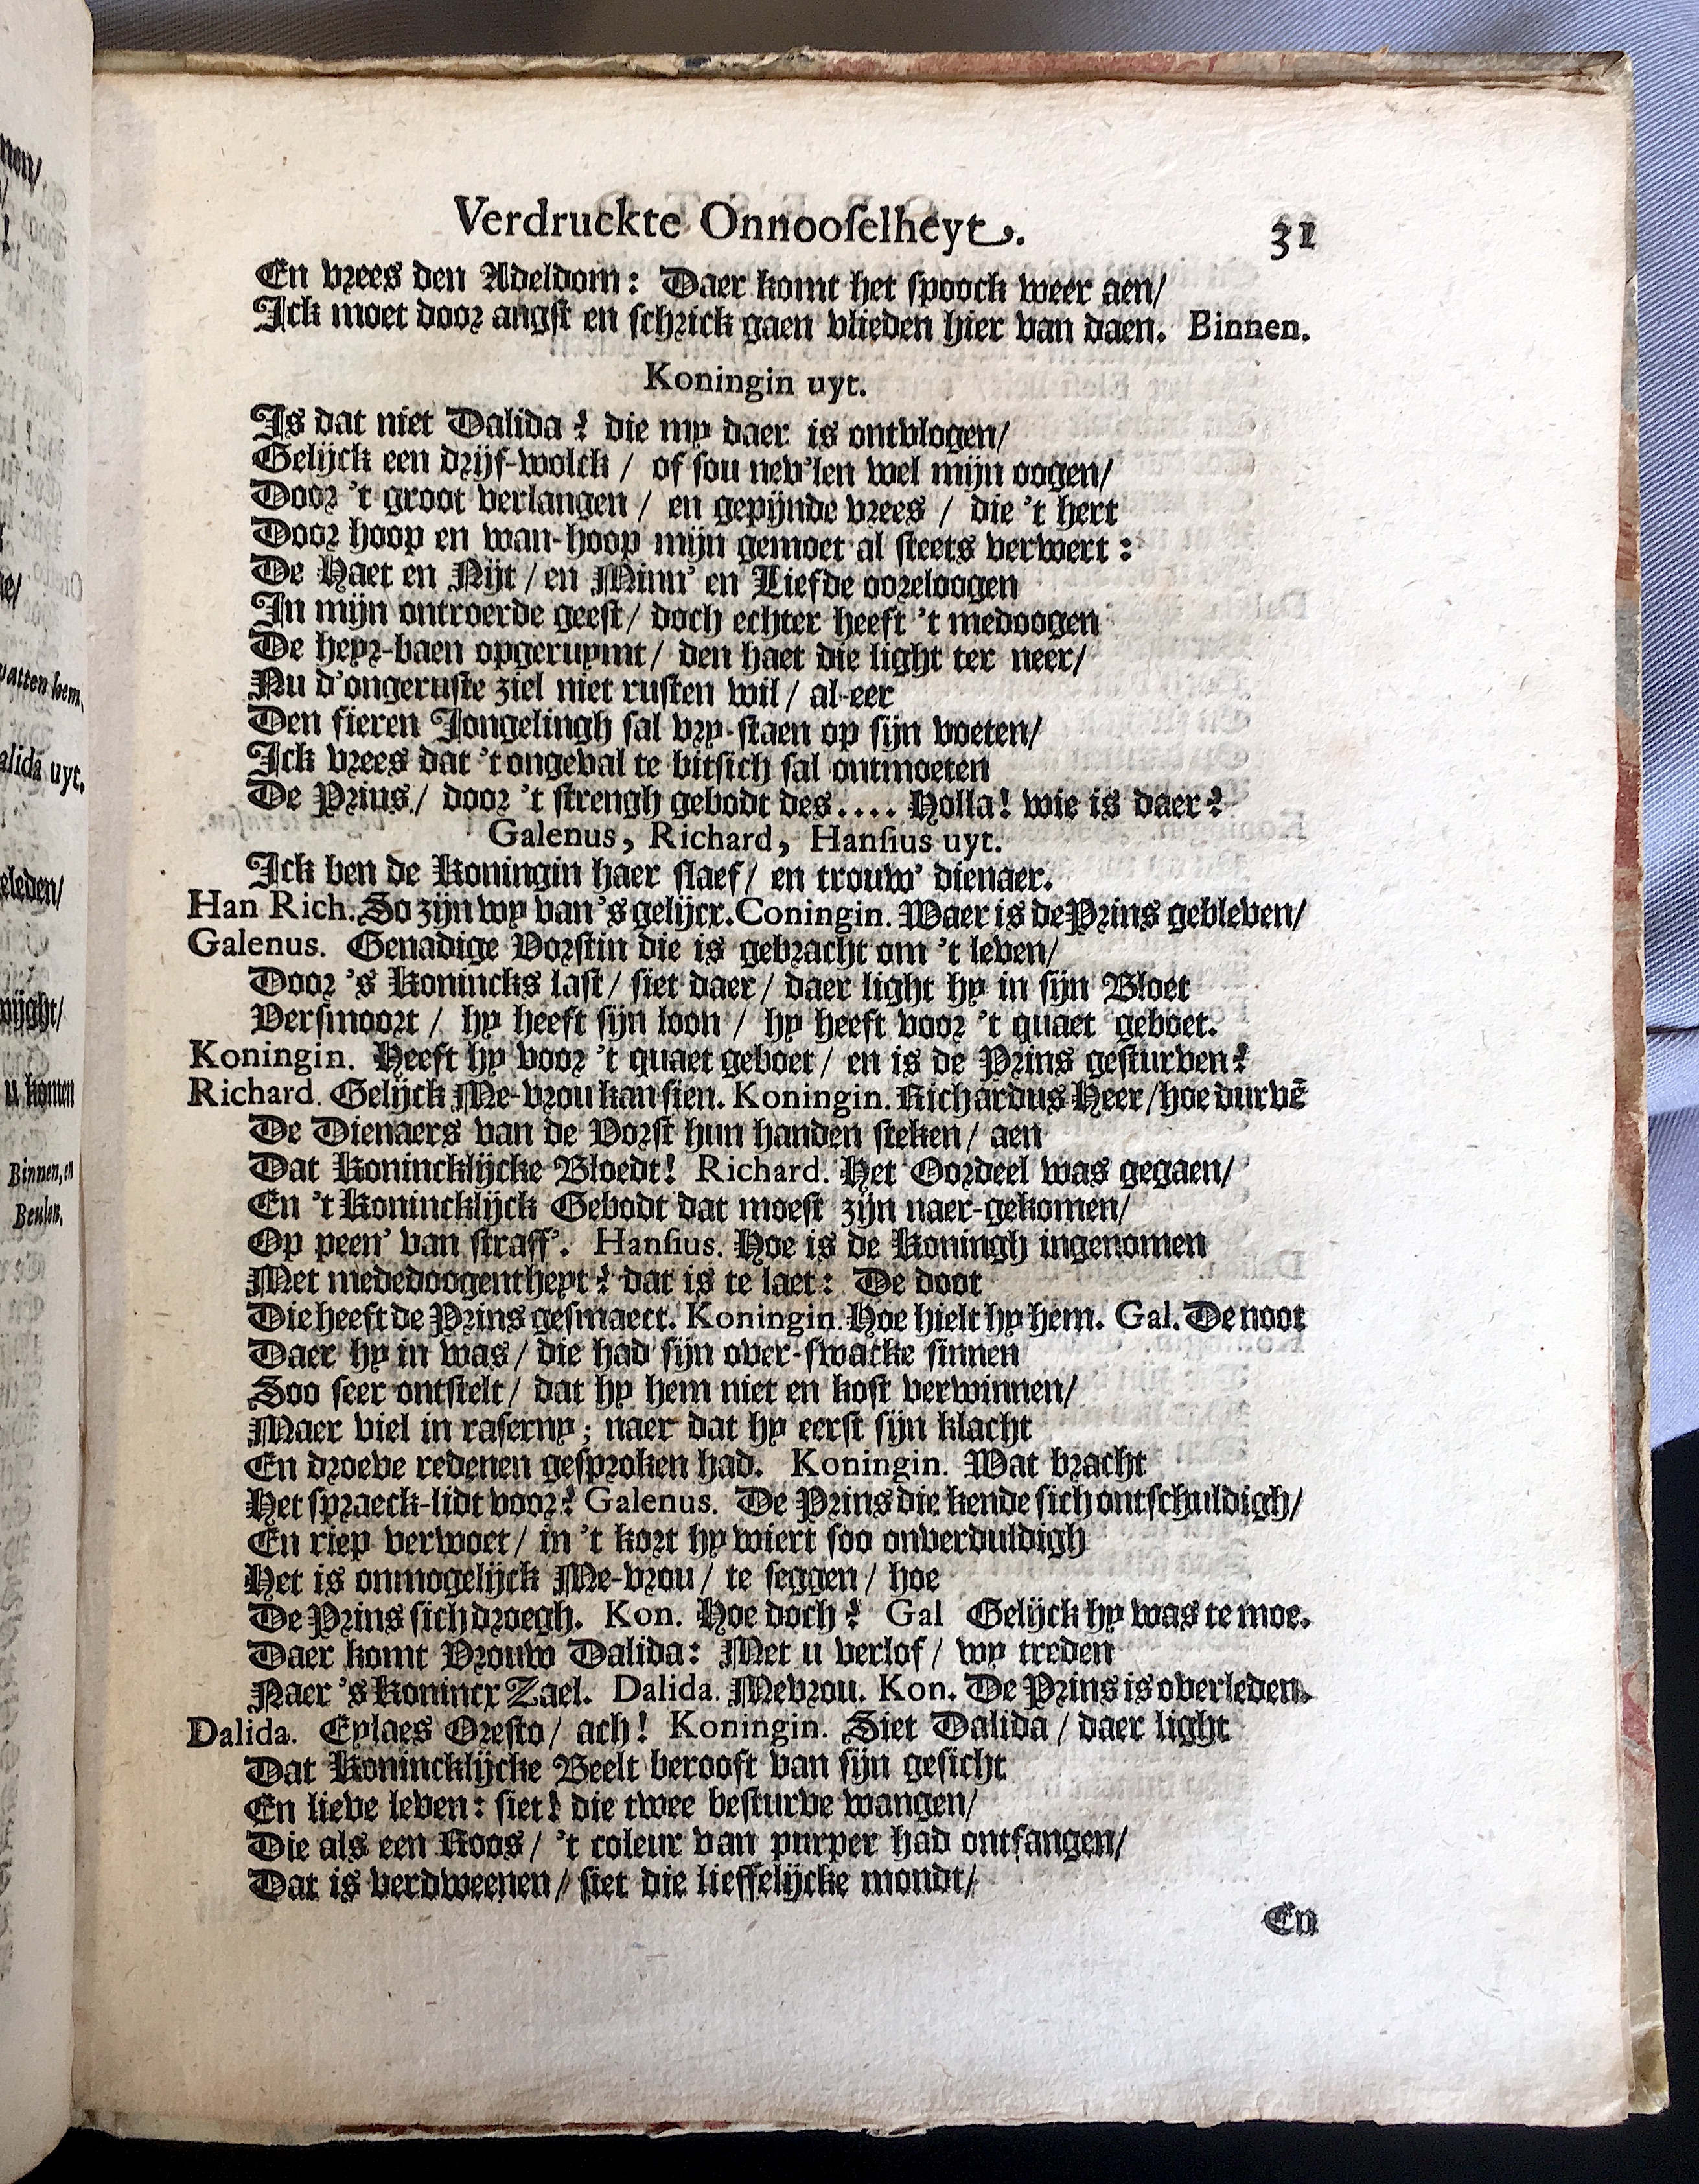 Verdruckte Onnooſelheyt. 31
En vrees den Adeldom: Daer komt het ſpoock weer aen/
Ick moet door angſt en ſchrick gaen vlieden hier van daen. Binnen.
Koningin uyt.
Is dat niet Dalida? die my daer is ontvlogen/
Gelijck een drijf-wolck / of ſou nev'len wel mijn oogen/
Door 't groot verlangen / en gepijnde vrees / die 't hert
Door hoop en wan-hoop mijn gemoet al ſteets verwert:
De Haet en Nijt / en Minn' en Liefde ooreloogen
In mijn ontroerde geeſt/ doch echter heeft 't medoogen
De heyr-baen opgeruymt/ den haet die light ter neer/
Nu d'ongeruſte ziel niet ruſten wil / al-eer
Den fieren Jongelingh ſal vry-ſtaen op ſijn voeten/
Ick vrees dat 't ongeval te bitſich ſal ontmoeten
De Prins/ door 't ſtrengh gebodt des.... Holla! wie is daer?
Galenus, Richard, Hanſius uyt.
Ick ben de Koningin haer ſlaef/ en trouw' dienaer.
Han Rich. So zijn wy van 's gelijcx. Coningin. Waer is de Prins gebleven/
Galenus. Genadige Vorſtin die is gebracht om 't leven/
Door 's Konincks laſt/ ſiet daer/ daer light hy in ſijn Bloet
Verſmoort / hy heeft ſijn loon / hy heeft voor 't quaet geboet.
Koningin. Heeft hy voor 't quaet geboet/ en is de Prins geſturven?
Richard. Gelijck Me-vrou kan ſien. Koningin. Richardus Heer/hoe durvē
De Dienaers van de Vorſt hun handen ſteken/ aen
Dat Konincklijcke Bloedt! Richard. Het Oordeel was gegaen/
En 't Konincklijck Gebodt dat moeſt zijn naer-gekomen/
Op peen' van ſtraff'. Hanſius. Hoe is de Koningh ingenomen
Met mededoogentheyt? dat is te laet: De doot
Die heeft de Prins geſmaect. Koningin. Hoe hielt hy hem. Gal. De noot
Daer hy in was/ die had ſijn over-ſwacke ſinnen
Soo ſeer ontſtelt/ dat hy hem niet en koſt verwinnen/
Maer viel in raſerny; naer dat hy eerſt ſijn klacht
En droeve redenen geſproken had. Koningin. Wat bracht
Het ſpraeck-lidt voor? Galenus. De Prins die kende ſich ontſchuldigh/
En riep verwoet/ in 't kort hy wiert ſoo onverduldigh
Het is onmogelijck Me-vrou/ te ſeggen/ hoe
De Prins ſich droegh. Kon. Hoe doch? Gal Gelijck hy was te moe.
Daer komt Vrouw Dalida: Met u verlof/ wy treden
Naer 's Konincx Zael. Dalida. Mevrou. Kon. De Prins is overleden.
Dalida. Eylaes Oreſto/ ach! Koningin. Siet Dalida / daer light
Dat Konincklijcke Beelt berooft van ſijn geſicht
En lieve leven: ſiet! die twee beſturve wangen/
Die als een Roos/ 't coleur van purper had ontfangen/
Dat is verdweenen/ ſiet die lieffelijcke mondt/
En